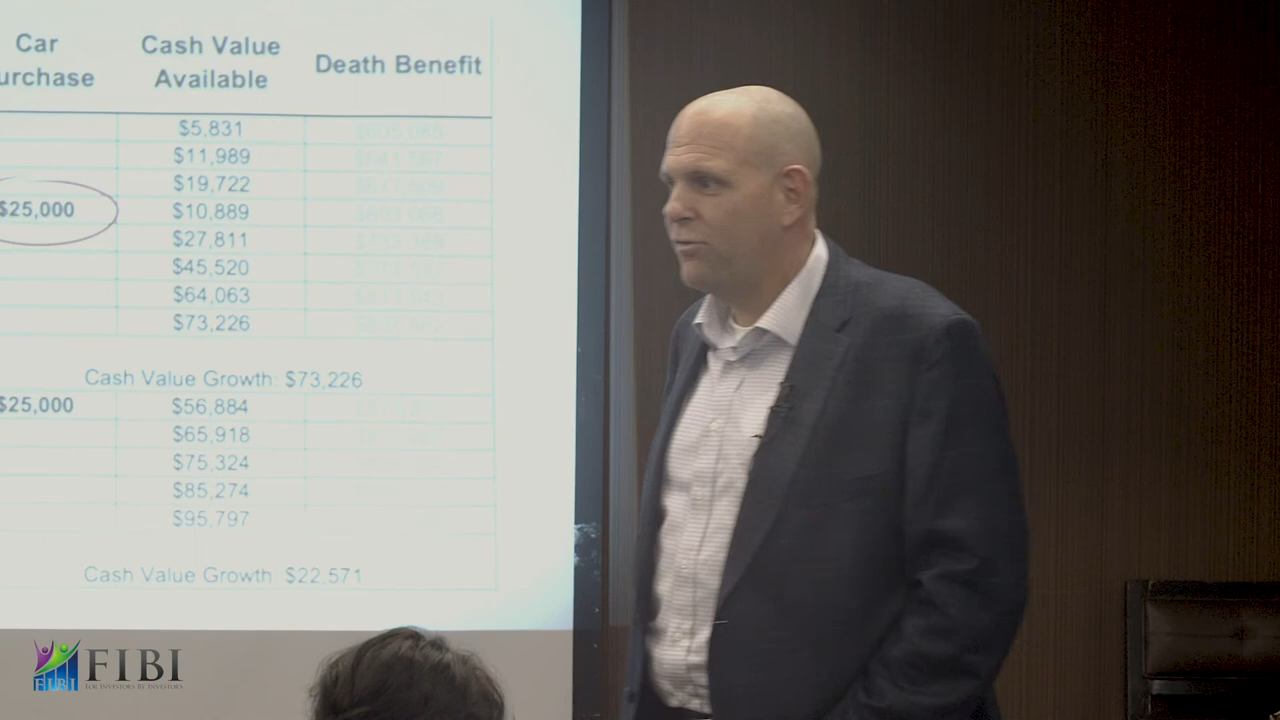 Car Cash Value Death Benefit
Available
$5,831
$11,989
$19,722
$25,000 $10,889
$27,811
$45,520
$64,063
$73,226
Cash Value Growth: $73,226
$25,000 $56,884
$65,918
$75,324
$85,274
$95,797
Cash Value Growth $22,571
FIBI
FIBI
FOR INVESTORS BY INVESTORS